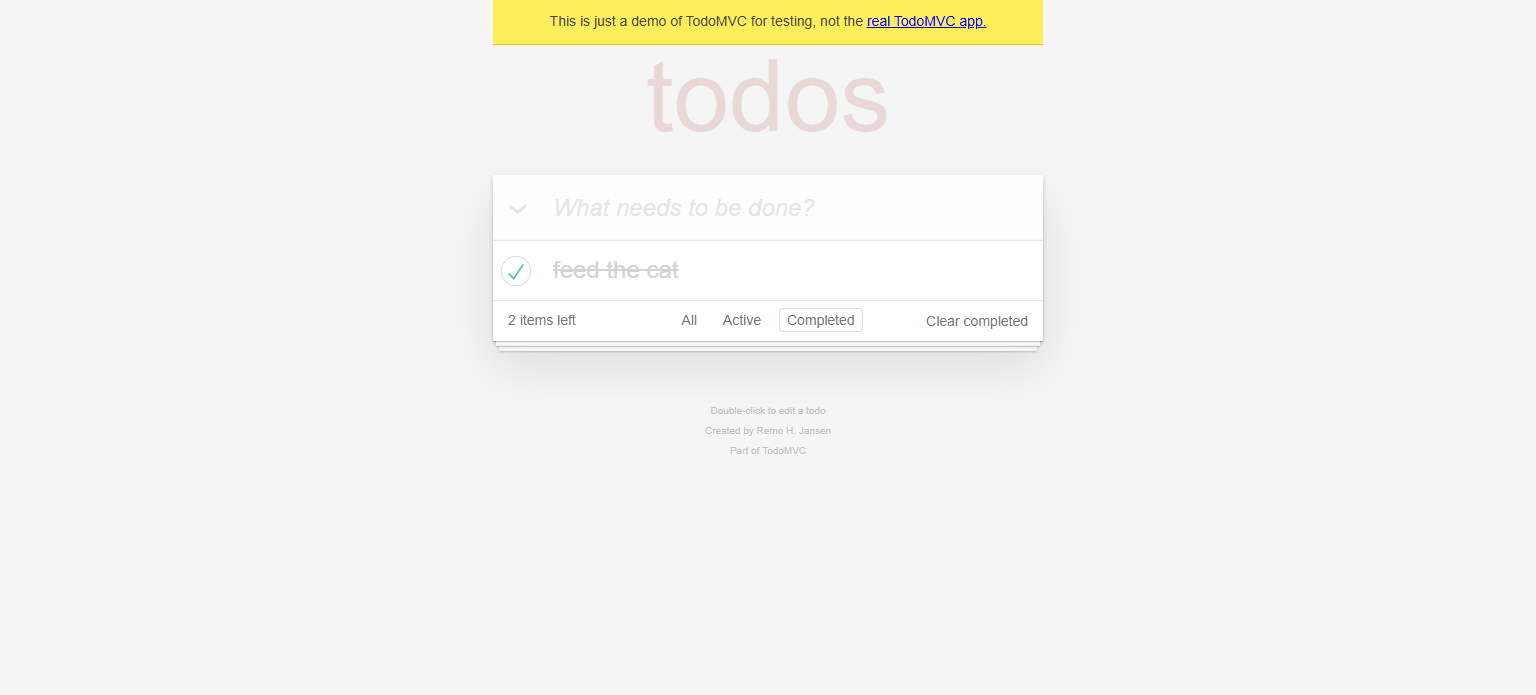 This is just a demo of TodoMVC for testing, not the real TodoMVC app.
todos
What needs to be done?
feed the cat
2 items left All Active Completed Clear completed
Double-click to edit a todo
Created by Remo H. Jansen
Part of TodoMVC